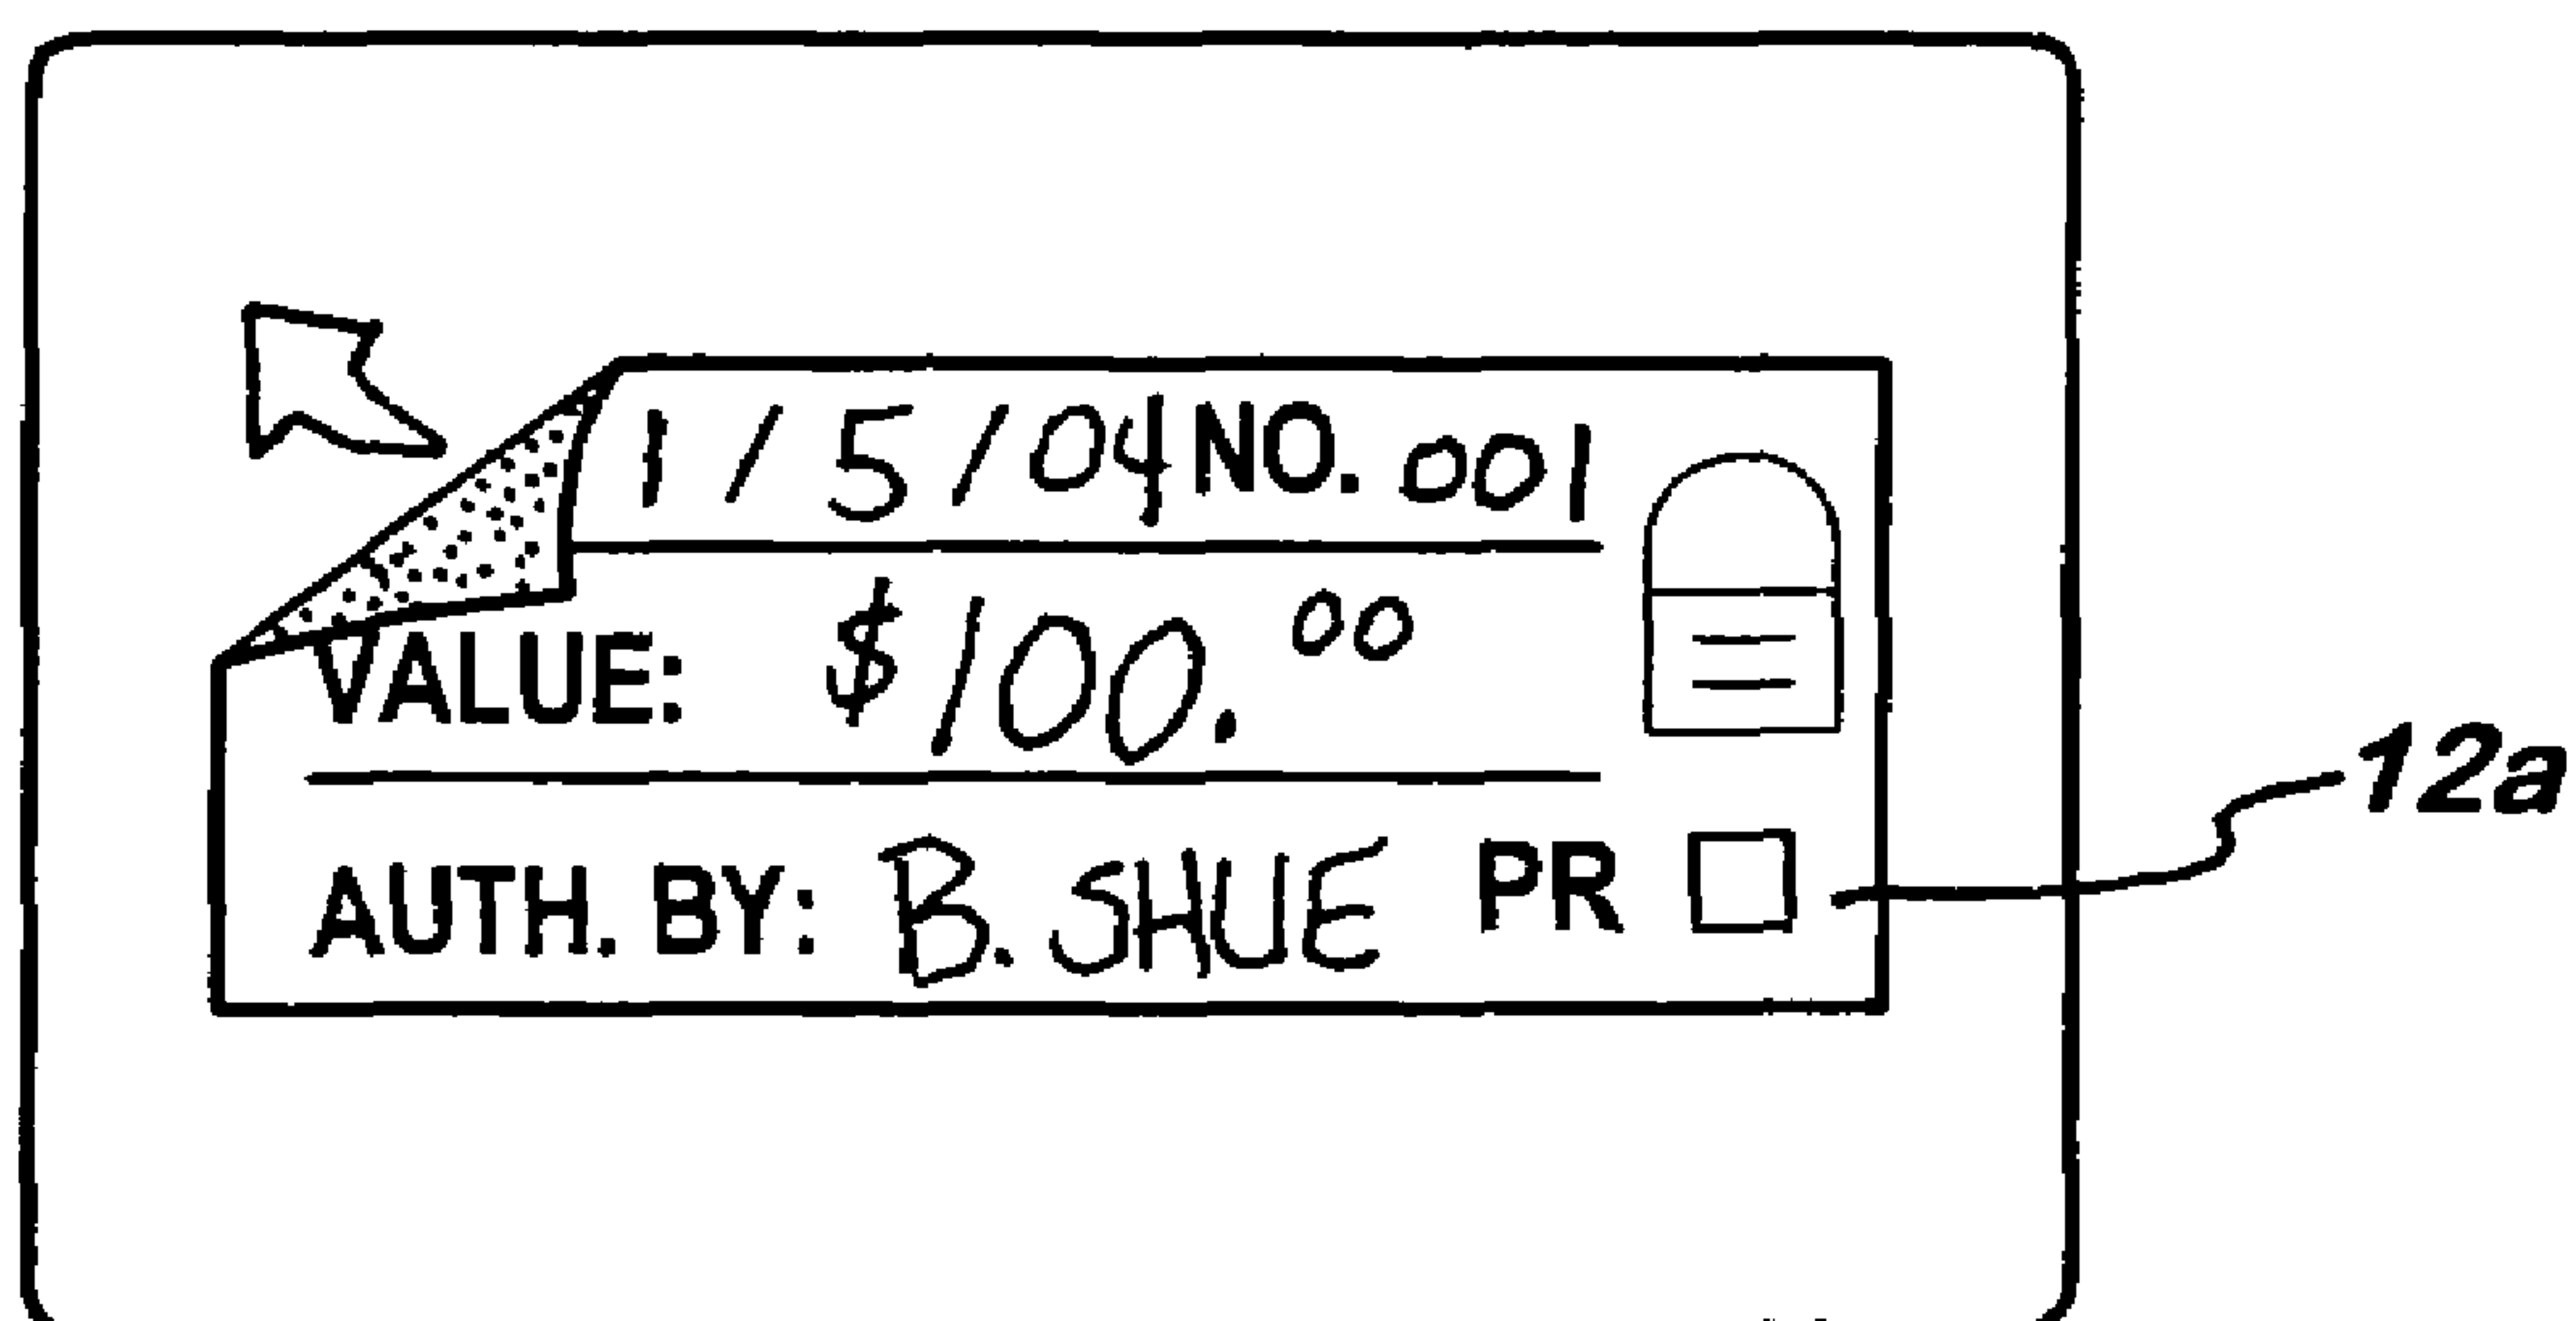 1/5/04 NO. 001
VALUE: $100.00
AUTH. BY: B. SHUE PR
12a